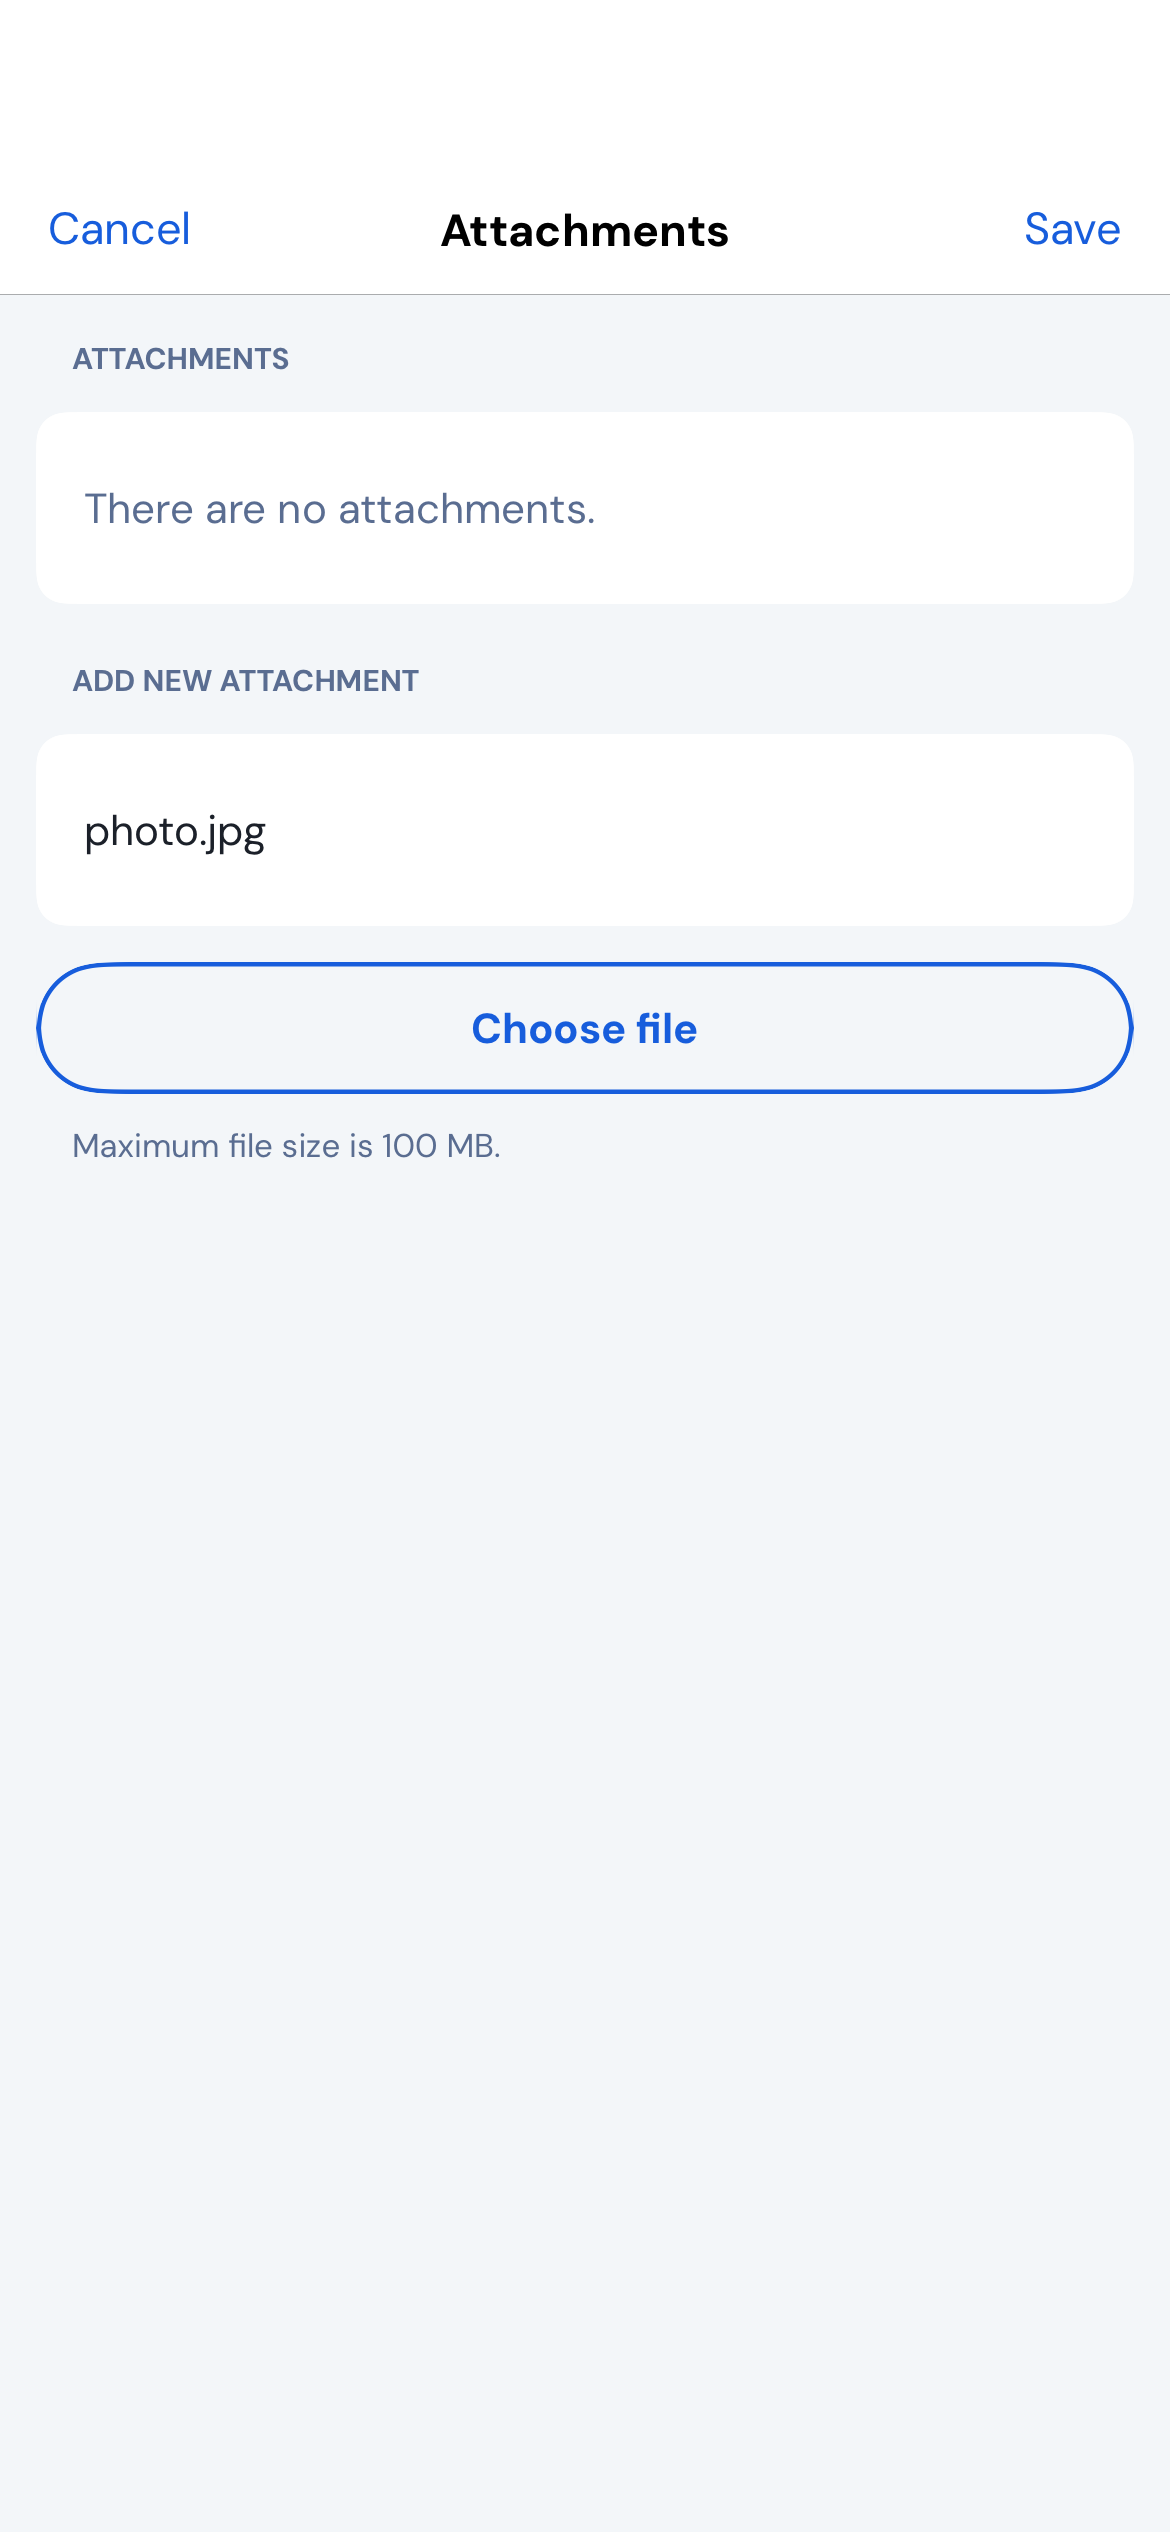 Cancel Attachments Save
ATTACHMENTS
There are no attachments.
ADD NEW ATTACHMENT
photo.jpg
Choose file
Maximum file size is 100 MB.